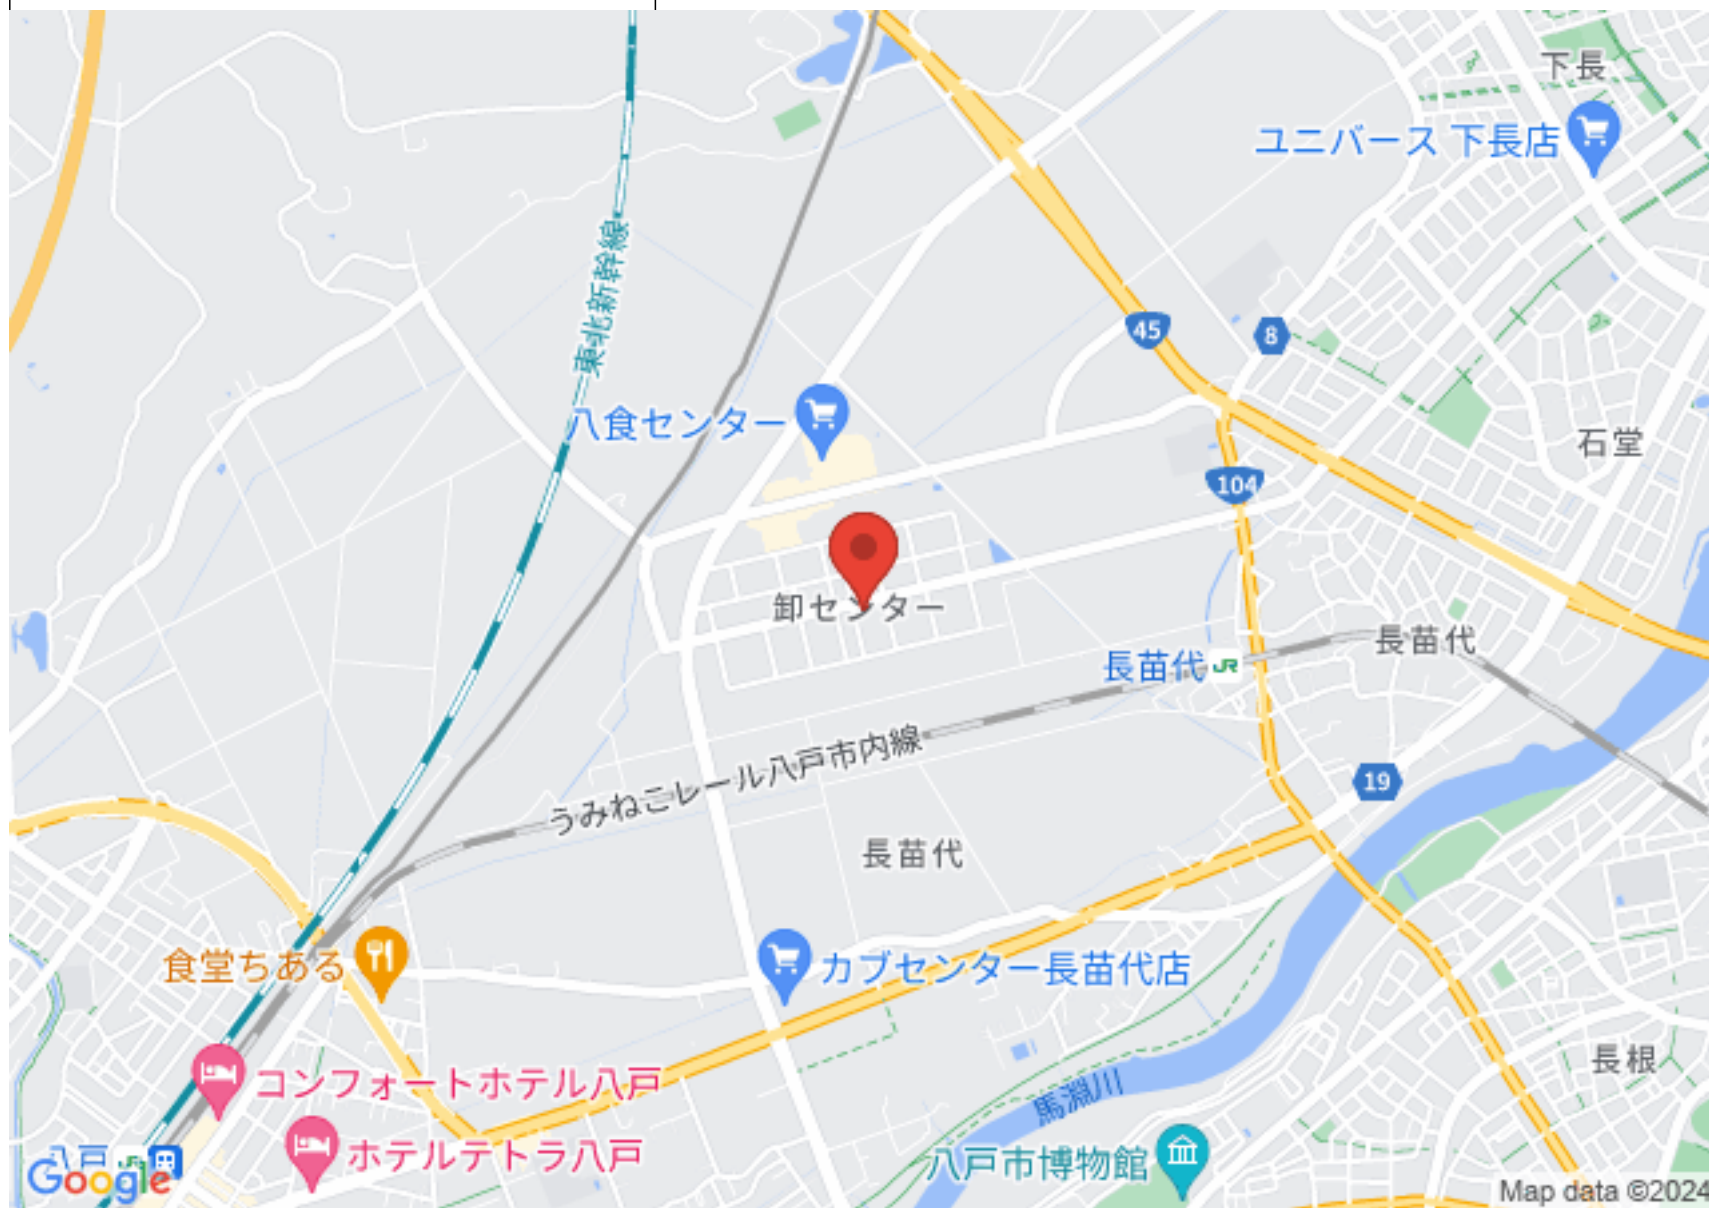 下長
ユニバース 下長店
東北新幹線
45
8
八食センター
石堂
104
卸センター
長苗代
JR
長苗代
うみねこレール八戸市内線
19
長苗代
食堂ちある
カブセンター長苗代店
長根
コンフォートホテル八戸
馬淵川
ホテルテトラ八戸
八戸市博物館
八戸
JR
Google
Map data ©2024